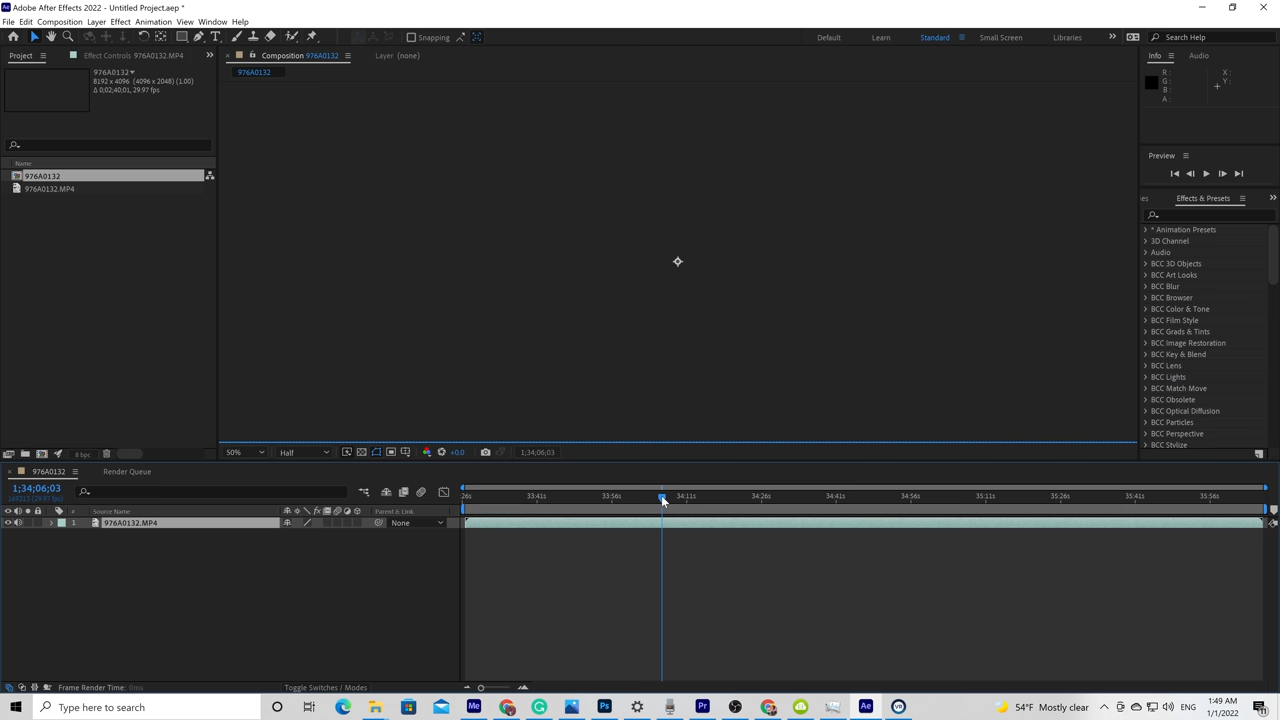 Adobe After Effects 2022 - Untitled Project.aep *
File Edit Composition Layer Effect Animation View Window Help
Snapping Default Learn Standard Small Screen Libraries Search Help
Project Effect Controls 976A0132.MP4
Composition 976A0132 Layer (none)
976A0132
976A0132
8192 x 4096 (4096 x 2048) (1.00)
Δ 0;02;40;01, 29.97 fps
Name
976A0132
976A0132.MP4
8 bpc
50% Half +0.0 1;34;06;03
Info Audio
R : X :
G : Y :
B :
A :
Preview
Effects & Presets
* Animation Presets
3D Channel
Audio
BCC 3D Objects
BCC Art Looks
BCC Blur
BCC Browser
BCC Color & Tone
BCC Film Style
BCC Grads & Tints
BCC Image Restoration
BCC Key & Blend
BCC Lens
BCC Lights
BCC Match Move
BCC Obsolete
BCC Optical Diffusion
BCC Particles
BCC Perspective
BCC Stylize
976A0132 Render Queue
1;34;06;03
169213 (29.97 fps)
:26s 33:41s 33:56s 34:11s 34:26s 34:41s 34:56s 35:11s 35:26s 35:41s 35:56s
# Source Name Parent & Link
1 976A0132.MP4 None
Frame Render Time: 0ms Toggle Switches / Modes
Type here to search
54°F Mostly clear ENG 1:49 AM
1/1/2022